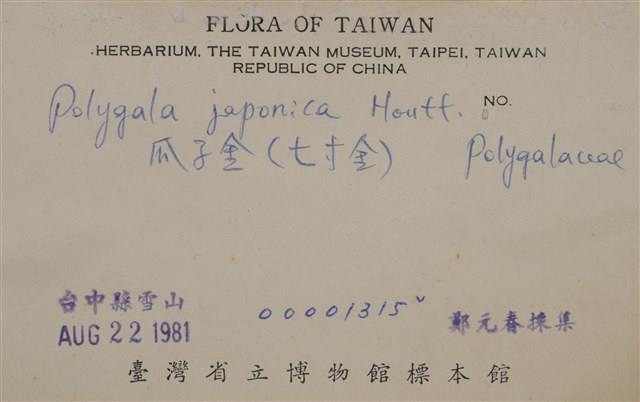 FLORA OF TAIWAN
HERBARIUM, THE TAIWAN MUSEUM, TAIPEI, TAIWAN
REPUBLIC OF CHINA
Polygala japonica Houtt. NO.
瓜子金(七寸金) Polygalaceae
台中縣雪山
AUG 22 1981
00001315
鄭元春採集
臺灣省立博物館標本館